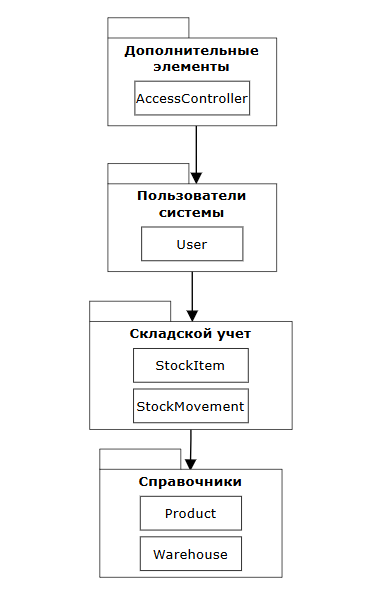 Дополнительные
элементы
AccessController
Пользователи
системы
User
Складской учет
StockItem
StockMovement
Справочники
Product
Warehouse